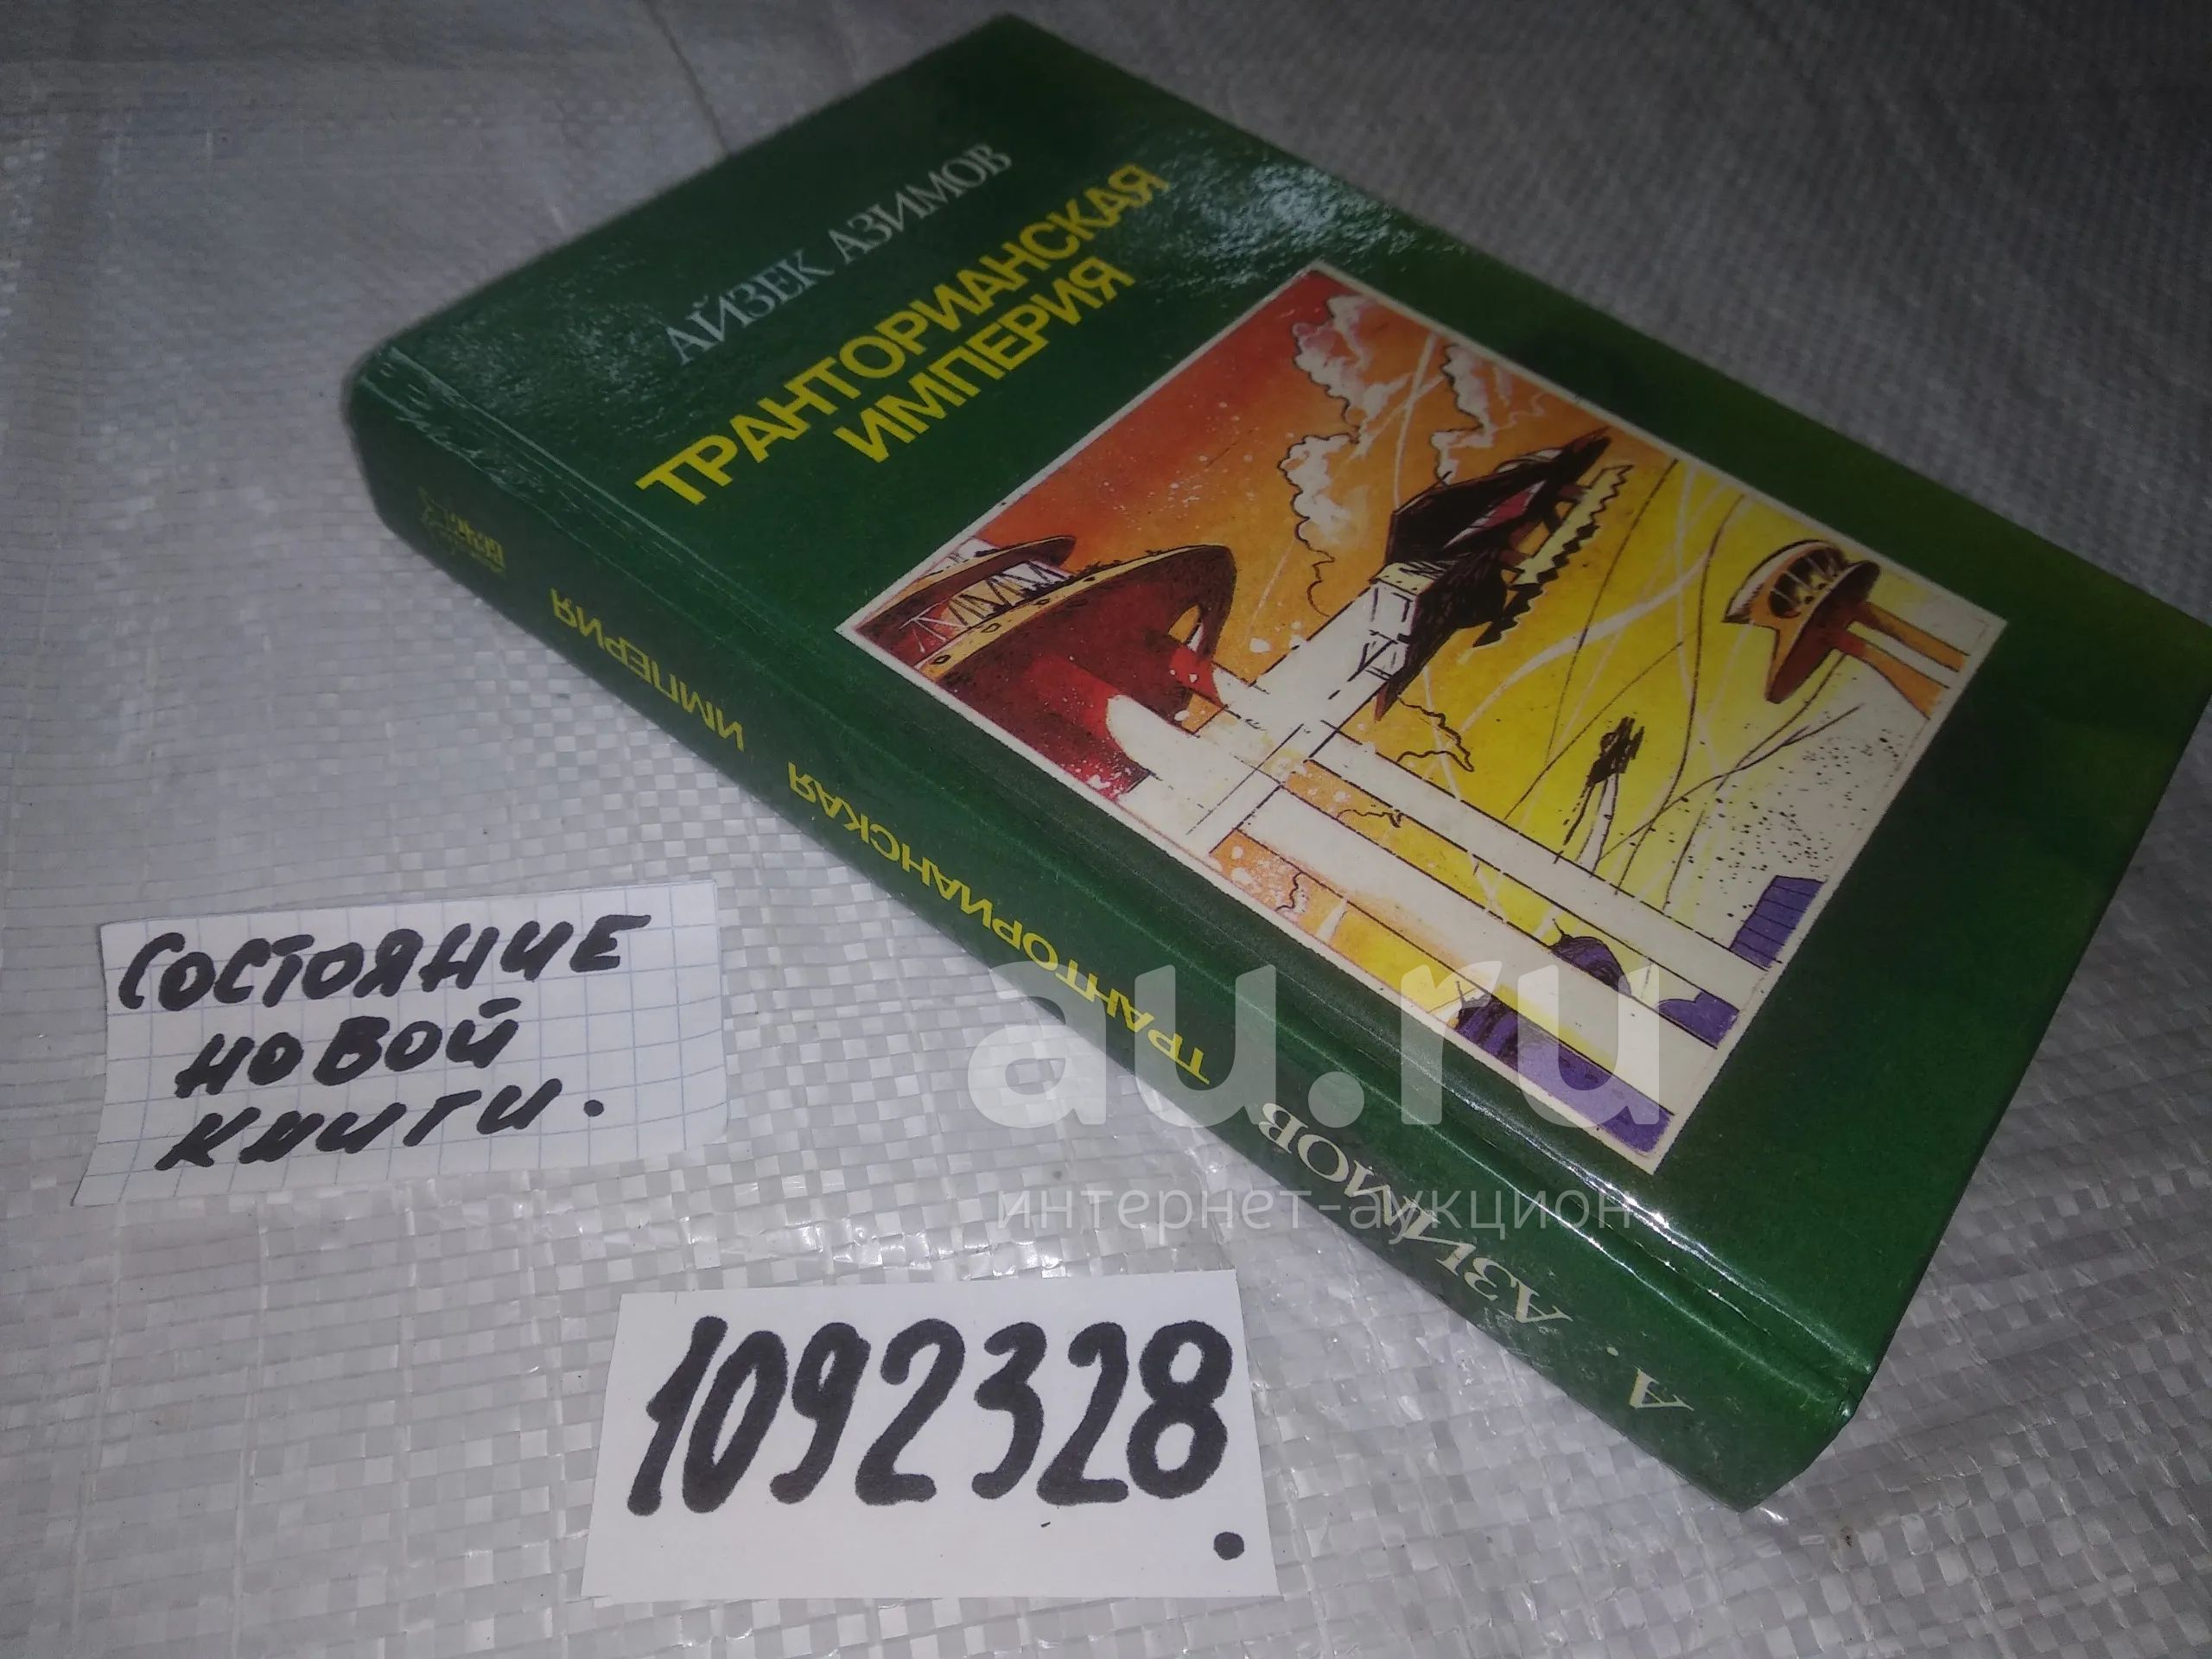 АЙЗЕК АЗИМОВ
ТРАНТОРИАНСКАЯ
ИМПЕРИЯ
А. АЗИМОВ ТРАНТОРИАНСКАЯ ИМПЕРИЯ
СОСТОЯНИЕ
НОВОЙ
КНИГИ.
au.ru
интернет-аукцион
1092328.